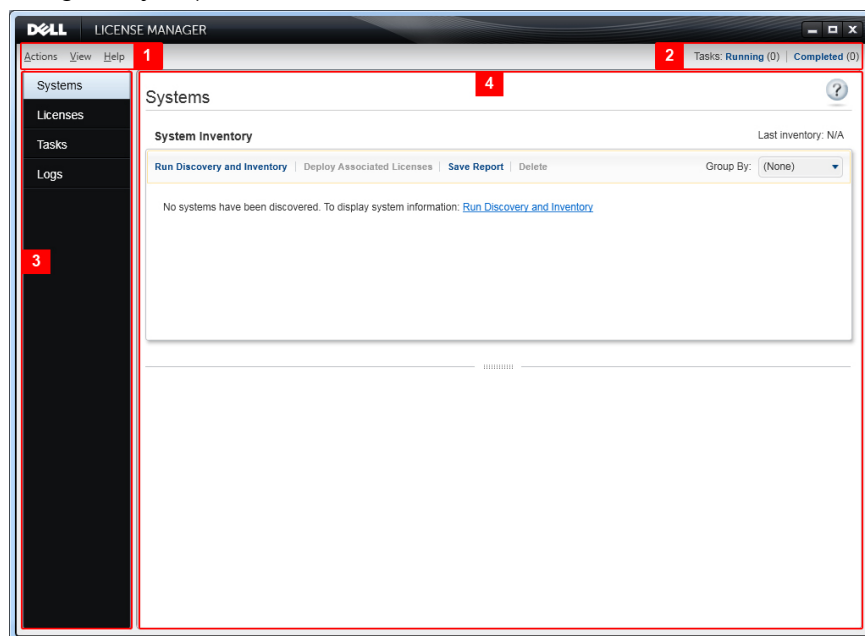 DELL LICENSE MANAGER
Actions View Help 1 2 Tasks: Running (0) | Completed (0)
Systems
Licenses
Tasks
Logs
3
4
Systems ?
System Inventory Last inventory: N/A
Run Discovery and Inventory | Deploy Associated Licenses | Save Report | Delete Group By: (None)
No systems have been discovered. To display system information: Run Discovery and Inventory